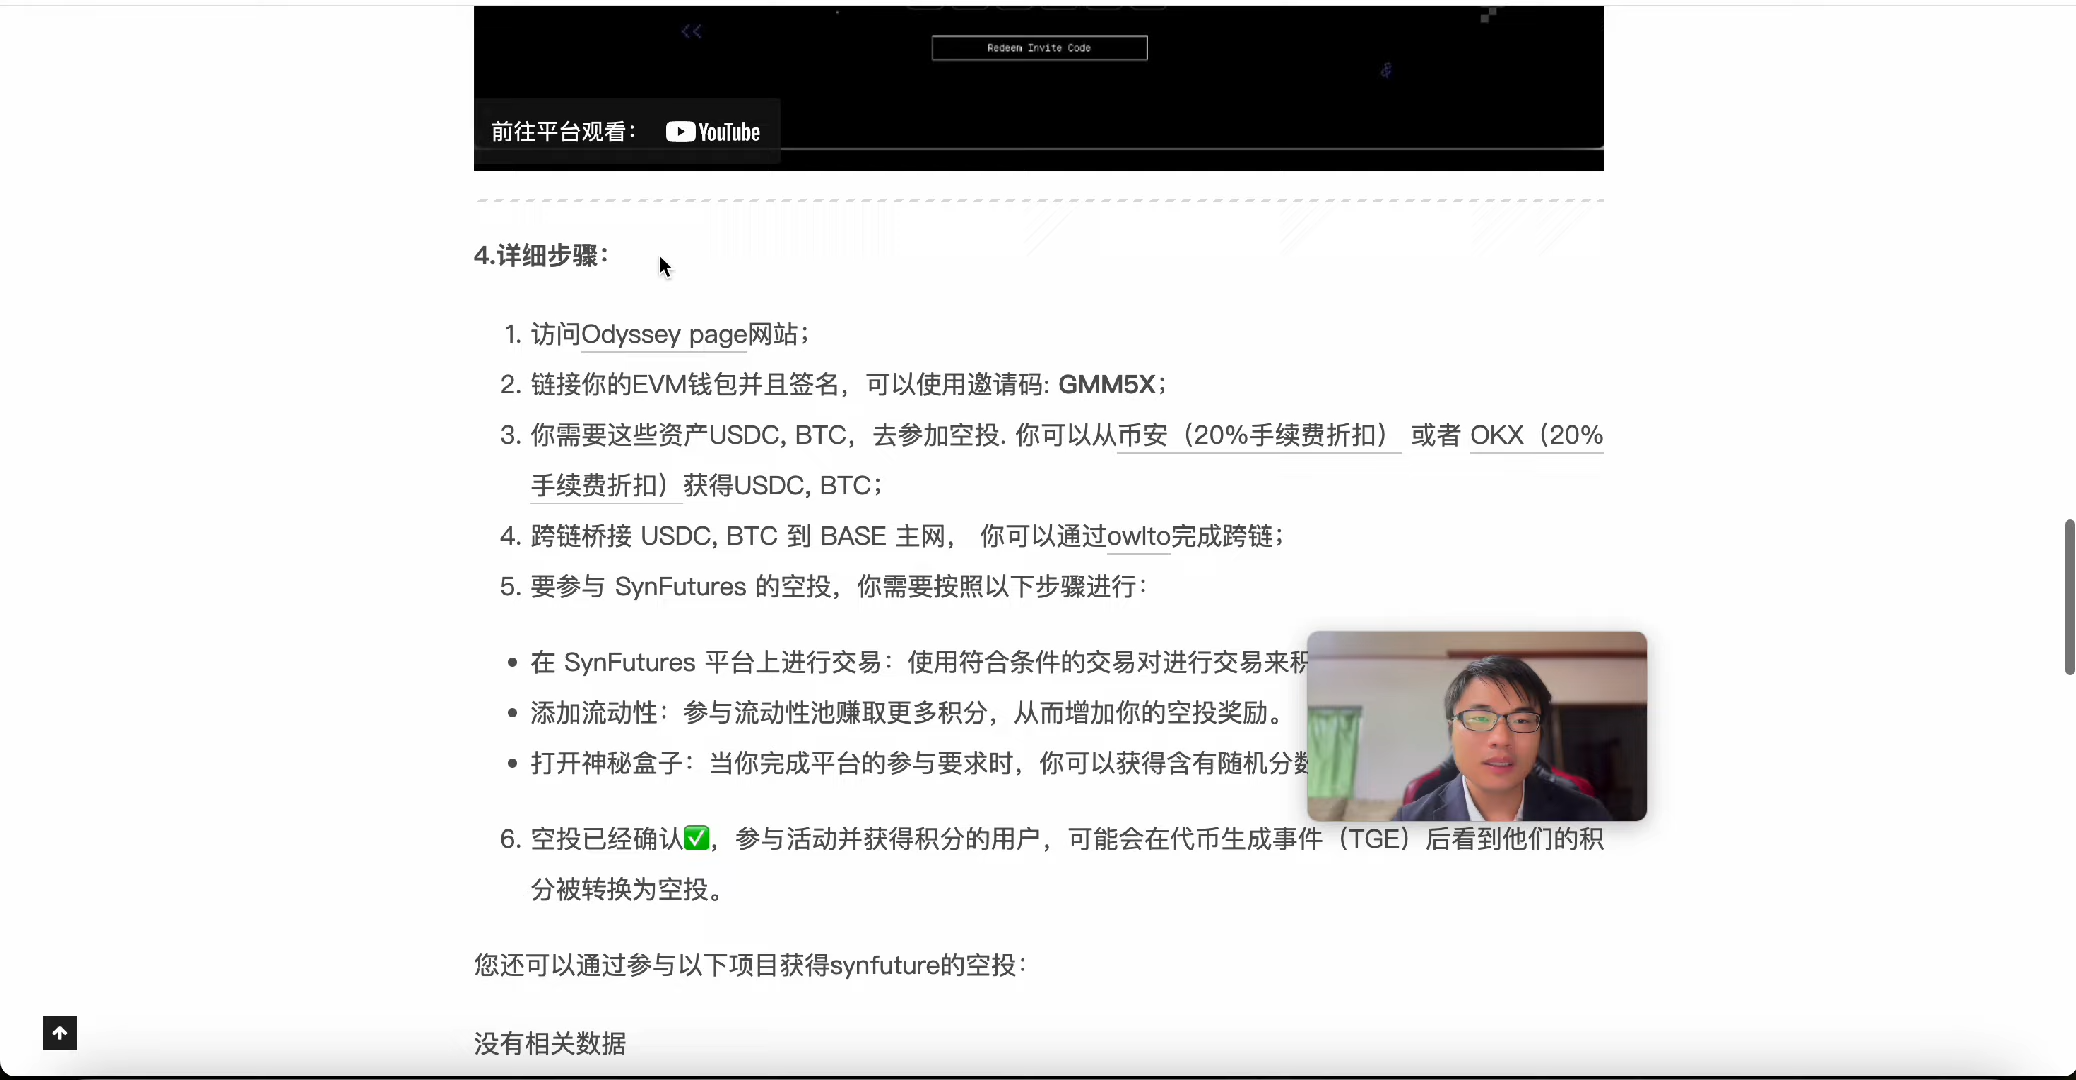 Redeem Invite Code
前往平台观看： YouTube
4.详细步骤：
1. 访问Odyssey page网站；
2. 链接你的EVM钱包并且签名，可以使用邀请码: GMM5X；
3. 你需要这些资产USDC, BTC，去参加空投. 你可以从币安（20%手续费折扣） 或者 OKX（20%
手续费折扣）获得USDC, BTC；
4. 跨链桥接 USDC, BTC 到 BASE 主网， 你可以通过owlto完成跨链；
5. 要参与 SynFutures 的空投，你需要按照以下步骤进行：
• 在 SynFutures 平台上进行交易：使用符合条件的交易对进行交易来积
• 添加流动性：参与流动性池赚取更多积分，从而增加你的空投奖励。
• 打开神秘盒子：当你完成平台的参与要求时，你可以获得含有随机分数
6. 空投已经确认✅，参与活动并获得积分的用户，可能会在代币生成事件（TGE）后看到他们的积
分被转换为空投。
您还可以通过参与以下项目获得synfuture的空投：
没有相关数据